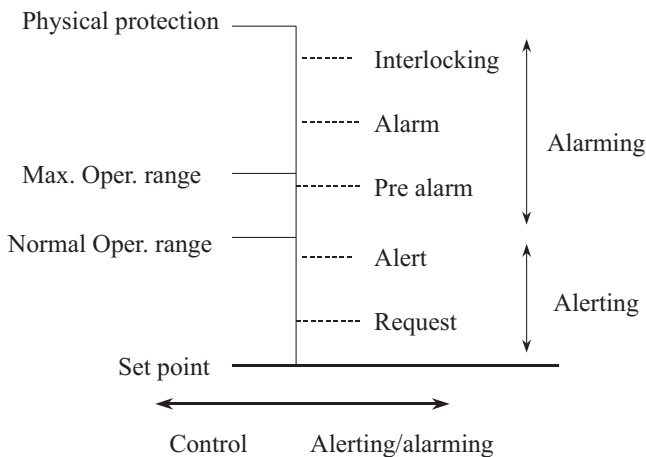 Physical protection
Interlocking
Alarm
Alarming
Max. Oper. range
Pre alarm
Normal Oper. range
Alert
Alerting
Request
Set point
Control
Alerting/alarming